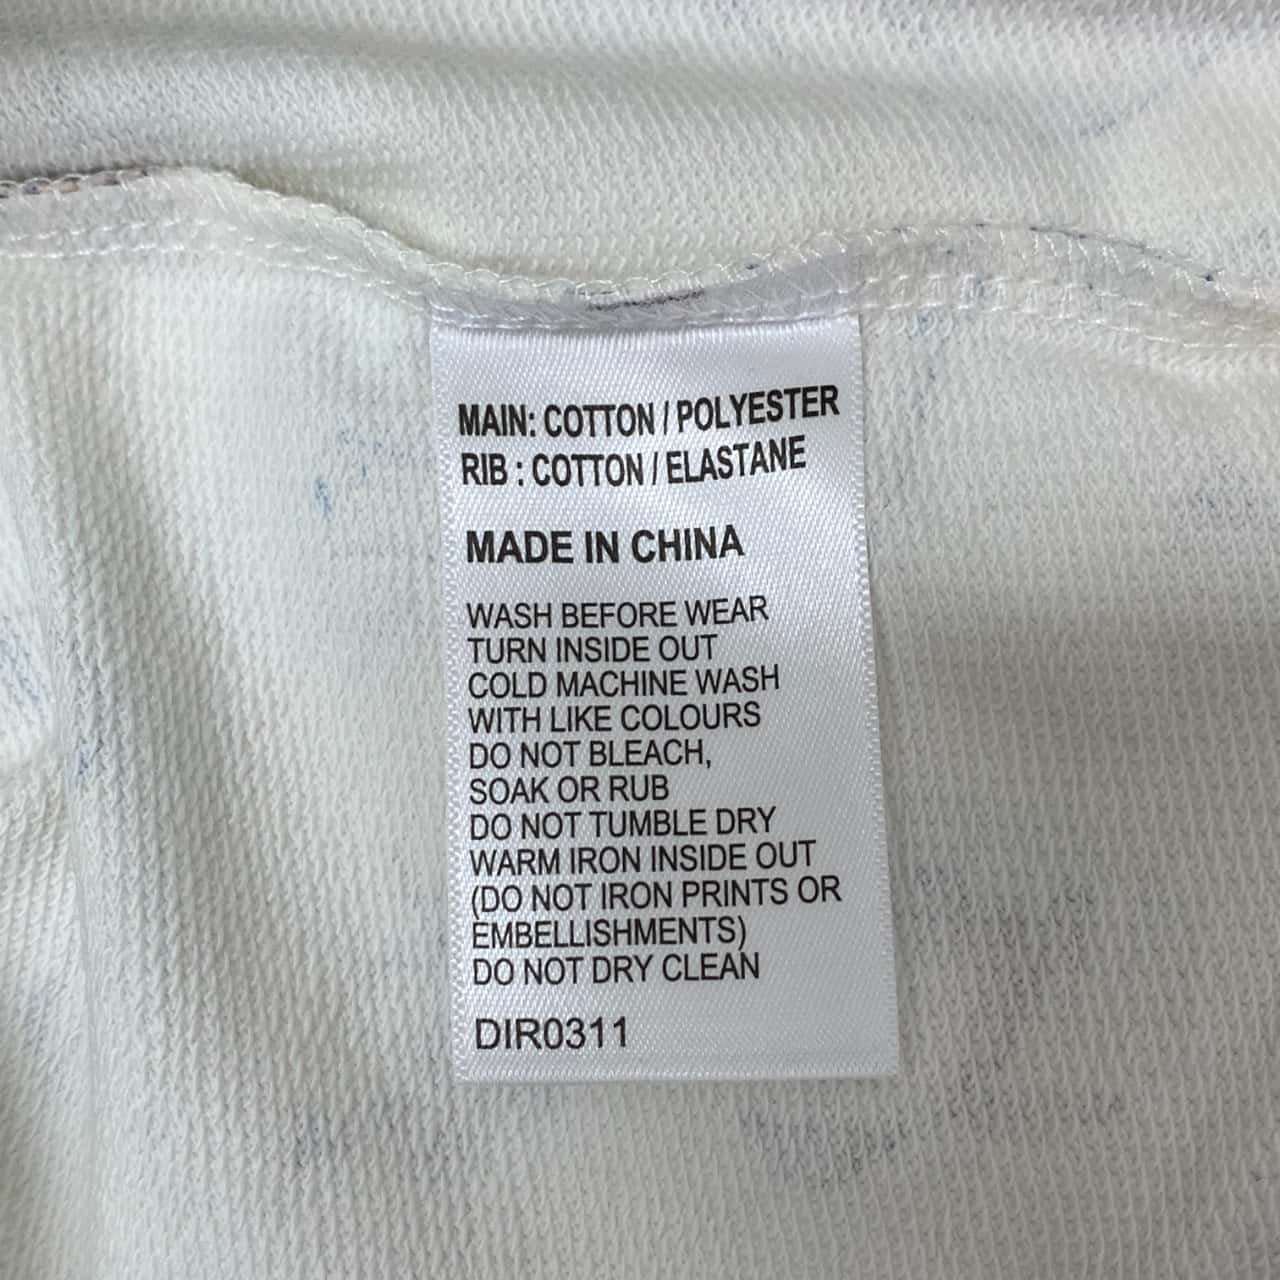 MAIN: COTTON / POLYESTER
RIB : COTTON / ELASTANE
MADE IN CHINA
WASH BEFORE WEAR
TURN INSIDE OUT
COLD MACHINE WASH
WITH LIKE COLOURS
DO NOT BLEACH,
SOAK OR RUB
DO NOT TUMBLE DRY
WARM IRON INSIDE OUT
(DO NOT IRON PRINTS OR
EMBELLISHMENTS)
DO NOT DRY CLEAN
DIR0311